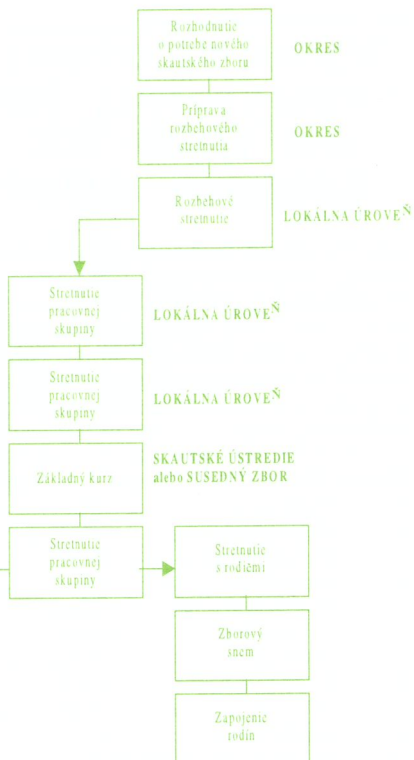 Rozhodnutie
o potrebe nového
skautského zboru
OKRES
Príprava
rozbehového
stretnutia
OKRES
Rozbehové
stretnutie
LOKÁLNA ÚROVEŇ
Stretnutie
pracovnej
skupiny
LOKÁLNA ÚROVEŇ
Stretnutie
pracovnej
skupiny
LOKÁLNA ÚROVEŇ
Základný kurz
SKAUTSKÉ ÚSTREDIE
alebo SUSEDNÝ ZBOR
Stretnutie
pracovnej
skupiny
Stretnutie
s rodičmi
Zborový
snem
Zapojenie
rodín